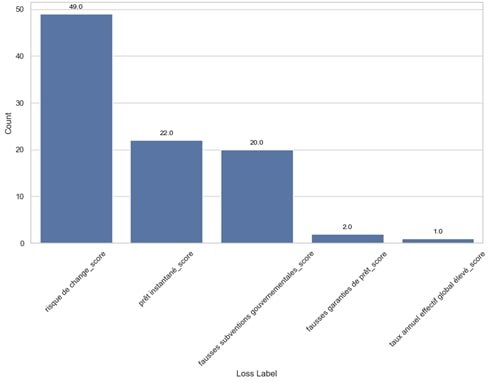 50
49.0
40
30
22.0
20.0
20
10
2.0
1.0
0
Count
risque de change_score
prêt instantané_score
fausses subventions gouvernementales_score
fausses garanties de prêt_score
taux annuel effectif global élevé_score
Loss Label